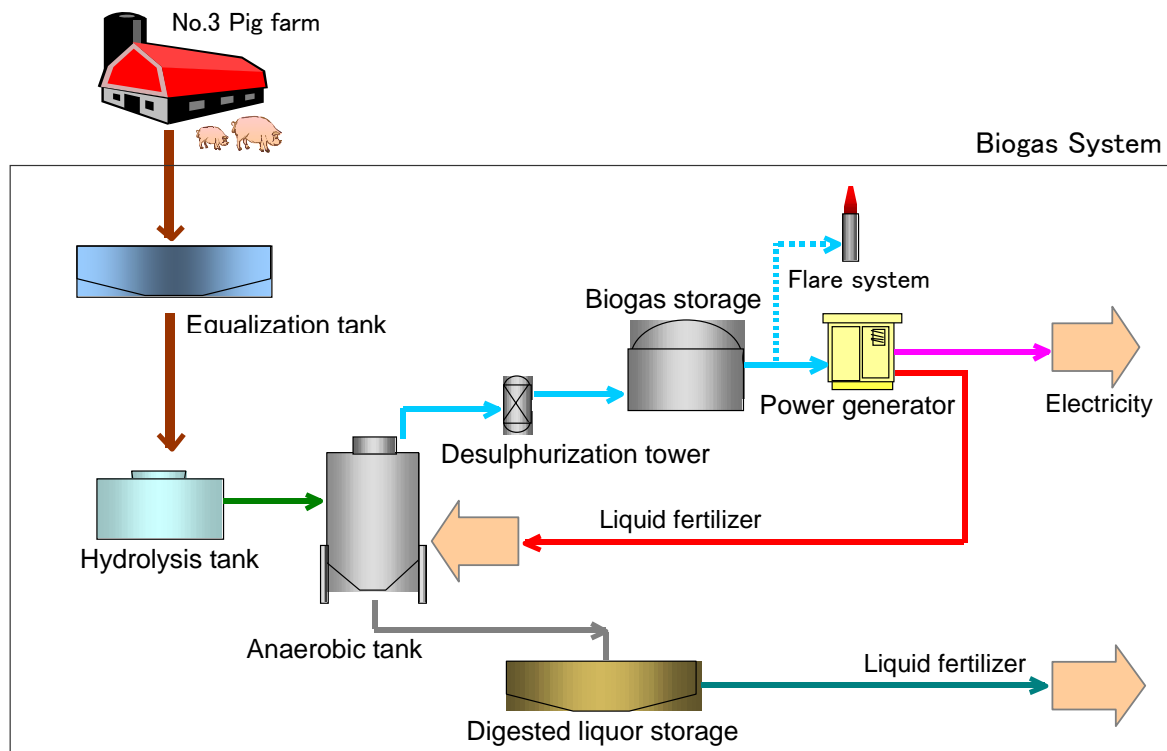 No.3 Pig farm
Biogas System
Flare system
Biogas storage
Equalization tank
Power generator
Electricity
Desulphurization tower
Liquid fertilizer
Hydrolysis tank
Anaerobic tank
Liquid fertilizer
Digested liquor storage